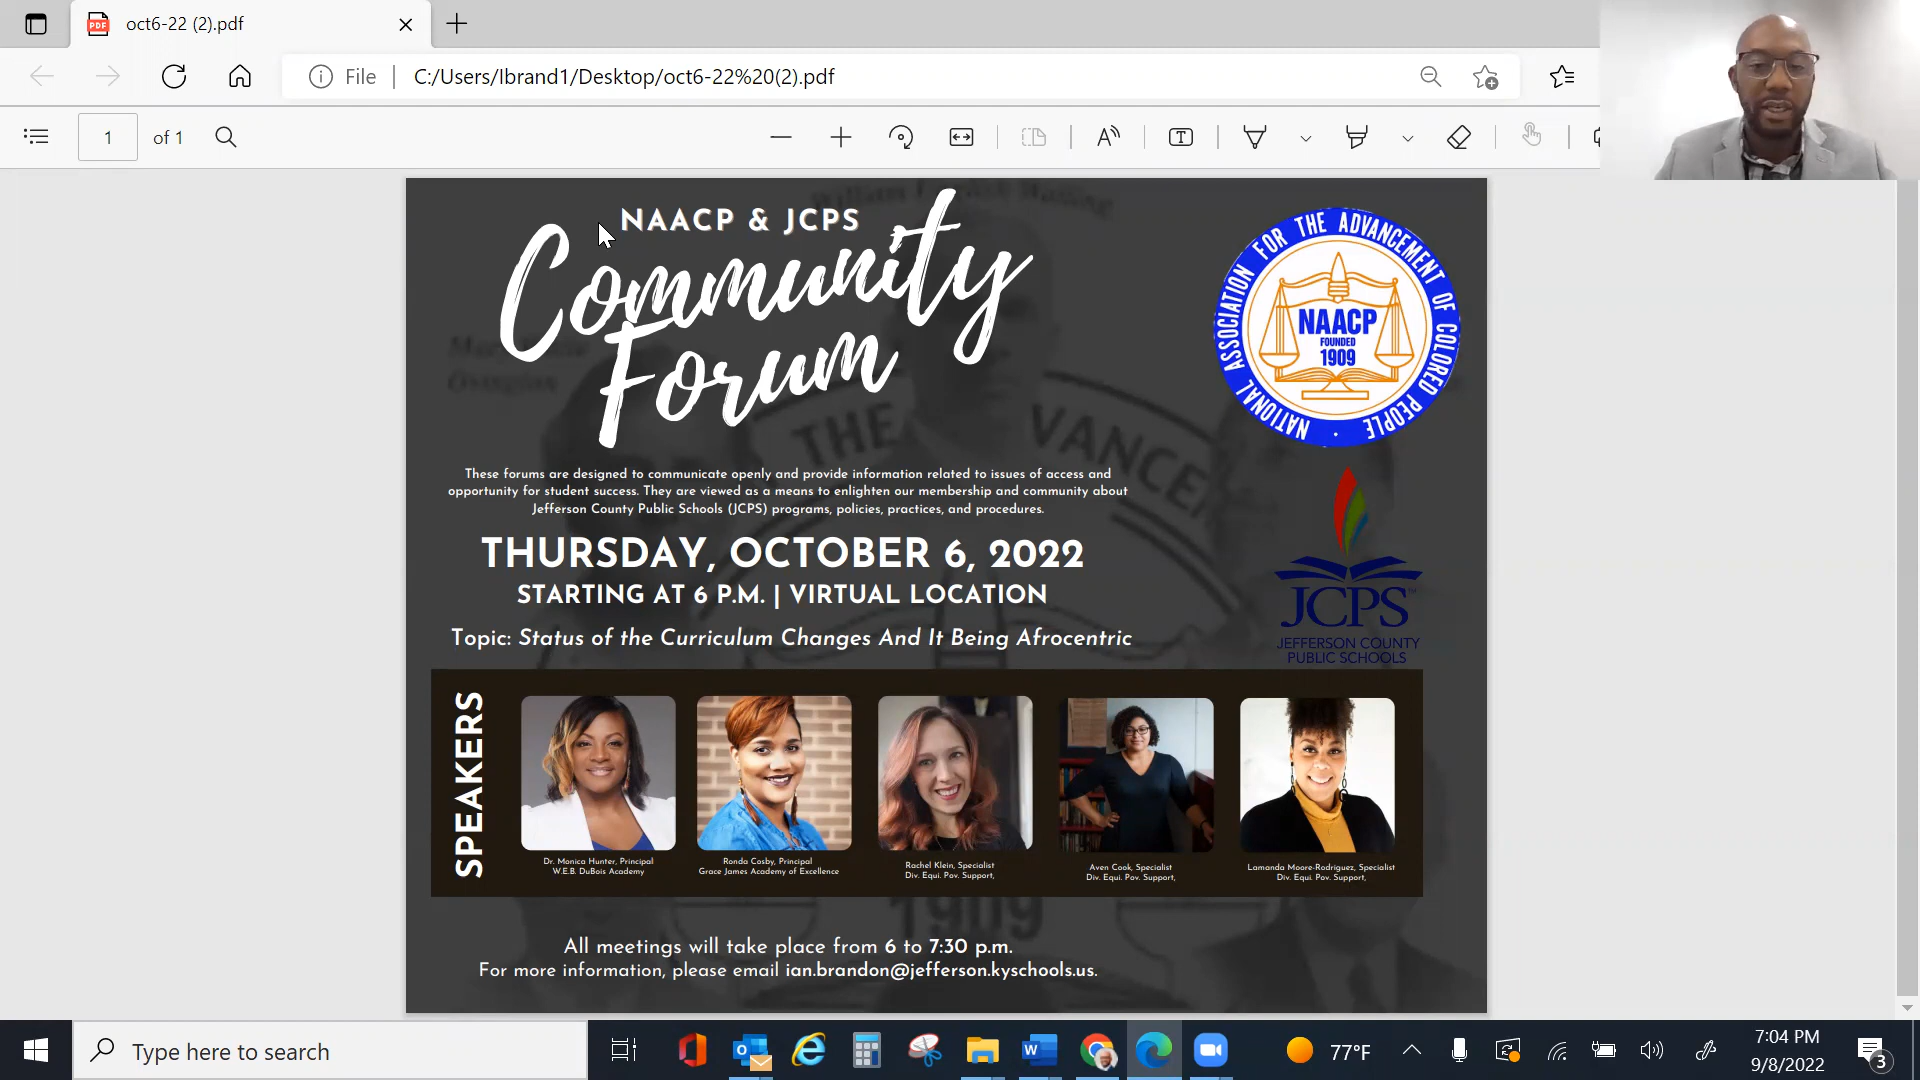 oct6-22 (2).pdf
File
C:/Users/Ibrand1/Desktop/oct6-22%20(2).pdf
1 of 1
William English Walling
NAACP & JCPS
Community
Forum
NATIONAL ASSOCIATION FOR THE ADVANCEMENT OF COLORED PEOPLE
NAACP
FOUNDED
1909
Ovington
THE
VANCE
These forums are designed to communicate openly and provide information related to issues of access and
opportunity for student success. They are viewed as a means to enlighten our membership and community about
Jefferson County Public Schools (JCPS) programs, policies, practices, and procedures.
THURSDAY, OCTOBER 6, 2022
STARTING AT 6 P.M. | VIRTUAL LOCATION
Topic: Status of the Curriculum Changes And It Being Afrocentric
JCPS
JEFFERSON COUNTY
PUBLIC SCHOOLS
SPEAKERS
Dr. Monica Hunter, Principal
W.E.B. DuBois Academy
Ronda Cosby, Principal
Grace James Academy of Excellence
Rachel Klein, Specialist
Div. Equi. Pov. Support,
Aven Cook, Specialist
Div. Equi. Pov. Support,
Lamanda Moore-Rodriguez, Specialist
Div. Equi. Pov. Support,
1909
All meetings will take place from 6 to 7:30 p.m.
For more information, please email ian.brandon@jefferson.kyschools.us.
Type here to search
77°F
7:04 PM
9/8/2022
3